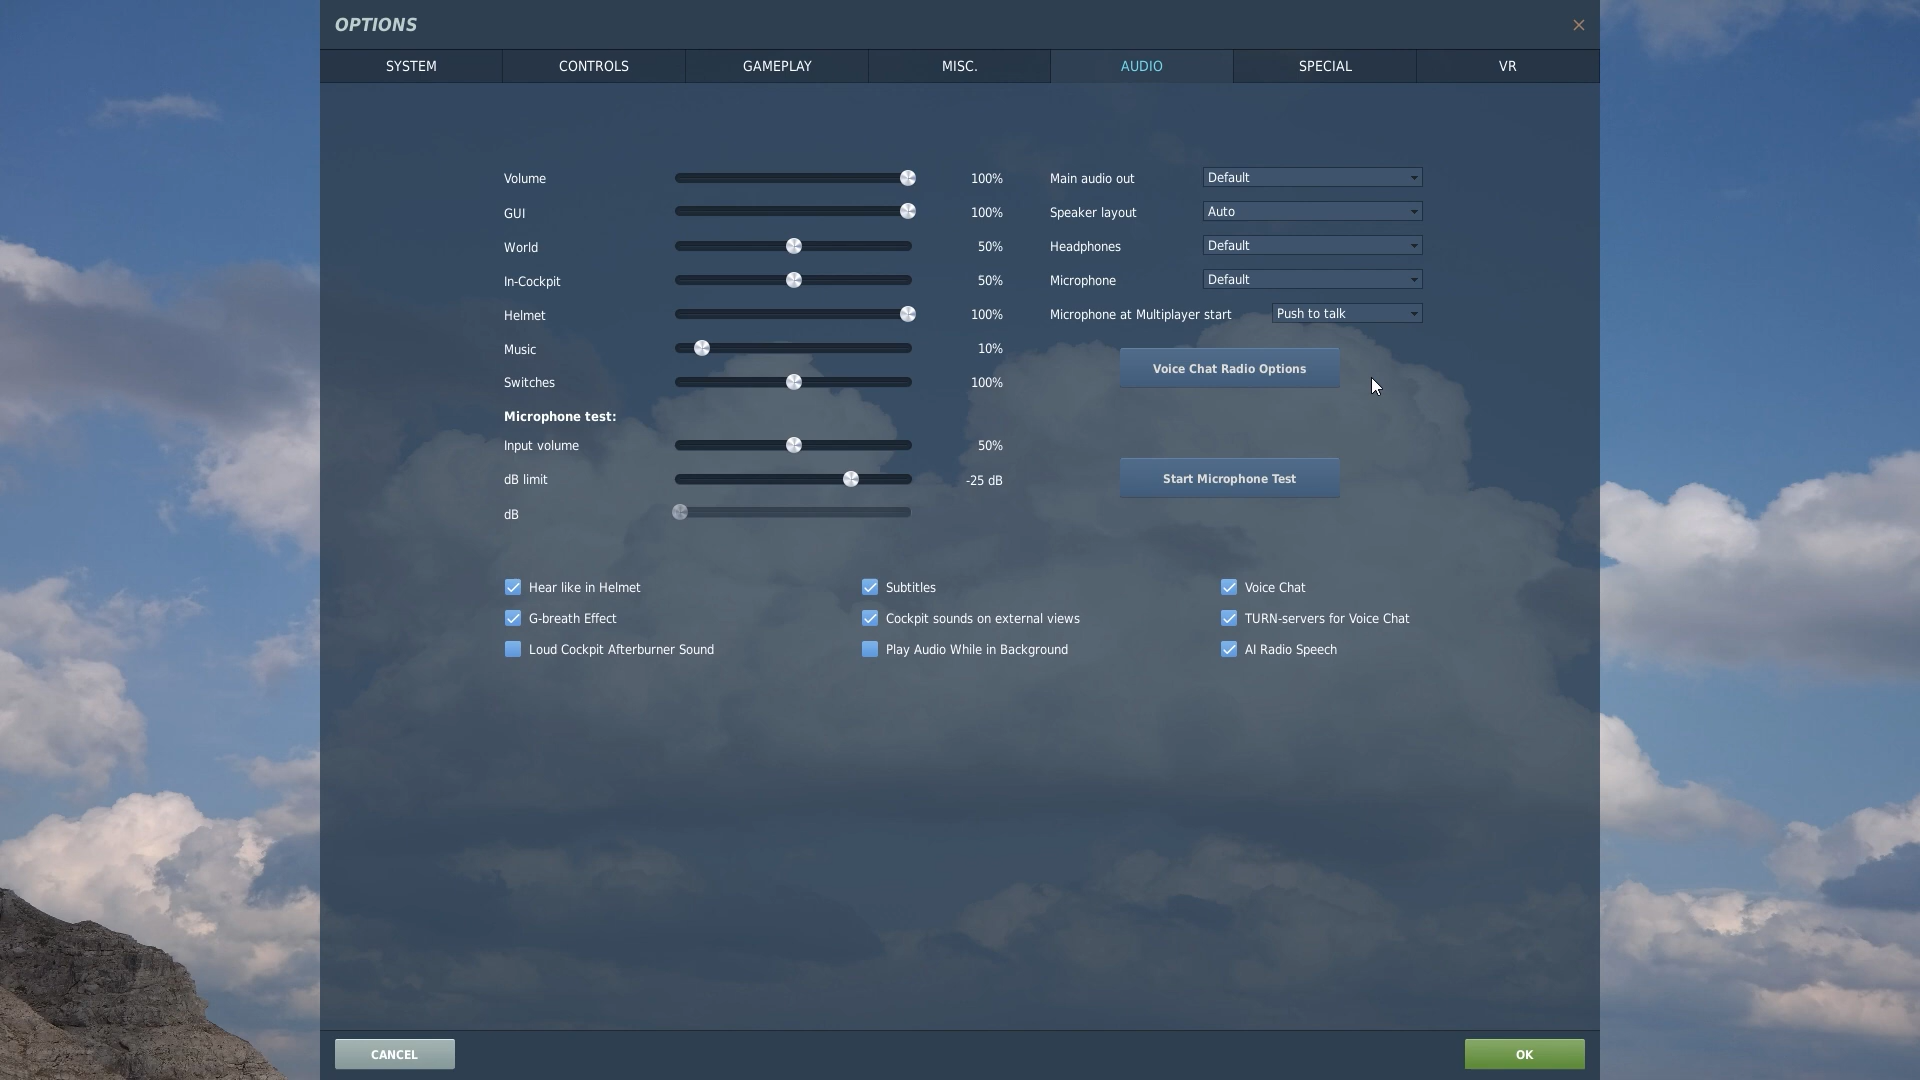 OPTIONS
SYSTEM CONTROLS GAMEPLAY MISC. AUDIO SPECIAL VR
Volume 100% Main audio out Default
GUI 100% Speaker layout Auto
World 50% Headphones Default
In-Cockpit 50% Microphone Default
Helmet 100% Microphone at Multiplayer start Push to talk
Music 10% Voice Chat Radio Options
Switches 100%
Microphone test:
Input volume 50%
dB limit -25 dB Start Microphone Test
dB
Hear like in Helmet Subtitles Voice Chat
G-breath Effect Cockpit sounds on external views TURN-servers for Voice Chat
Loud Cockpit Afterburner Sound Play Audio While in Background AI Radio Speech
CANCEL OK